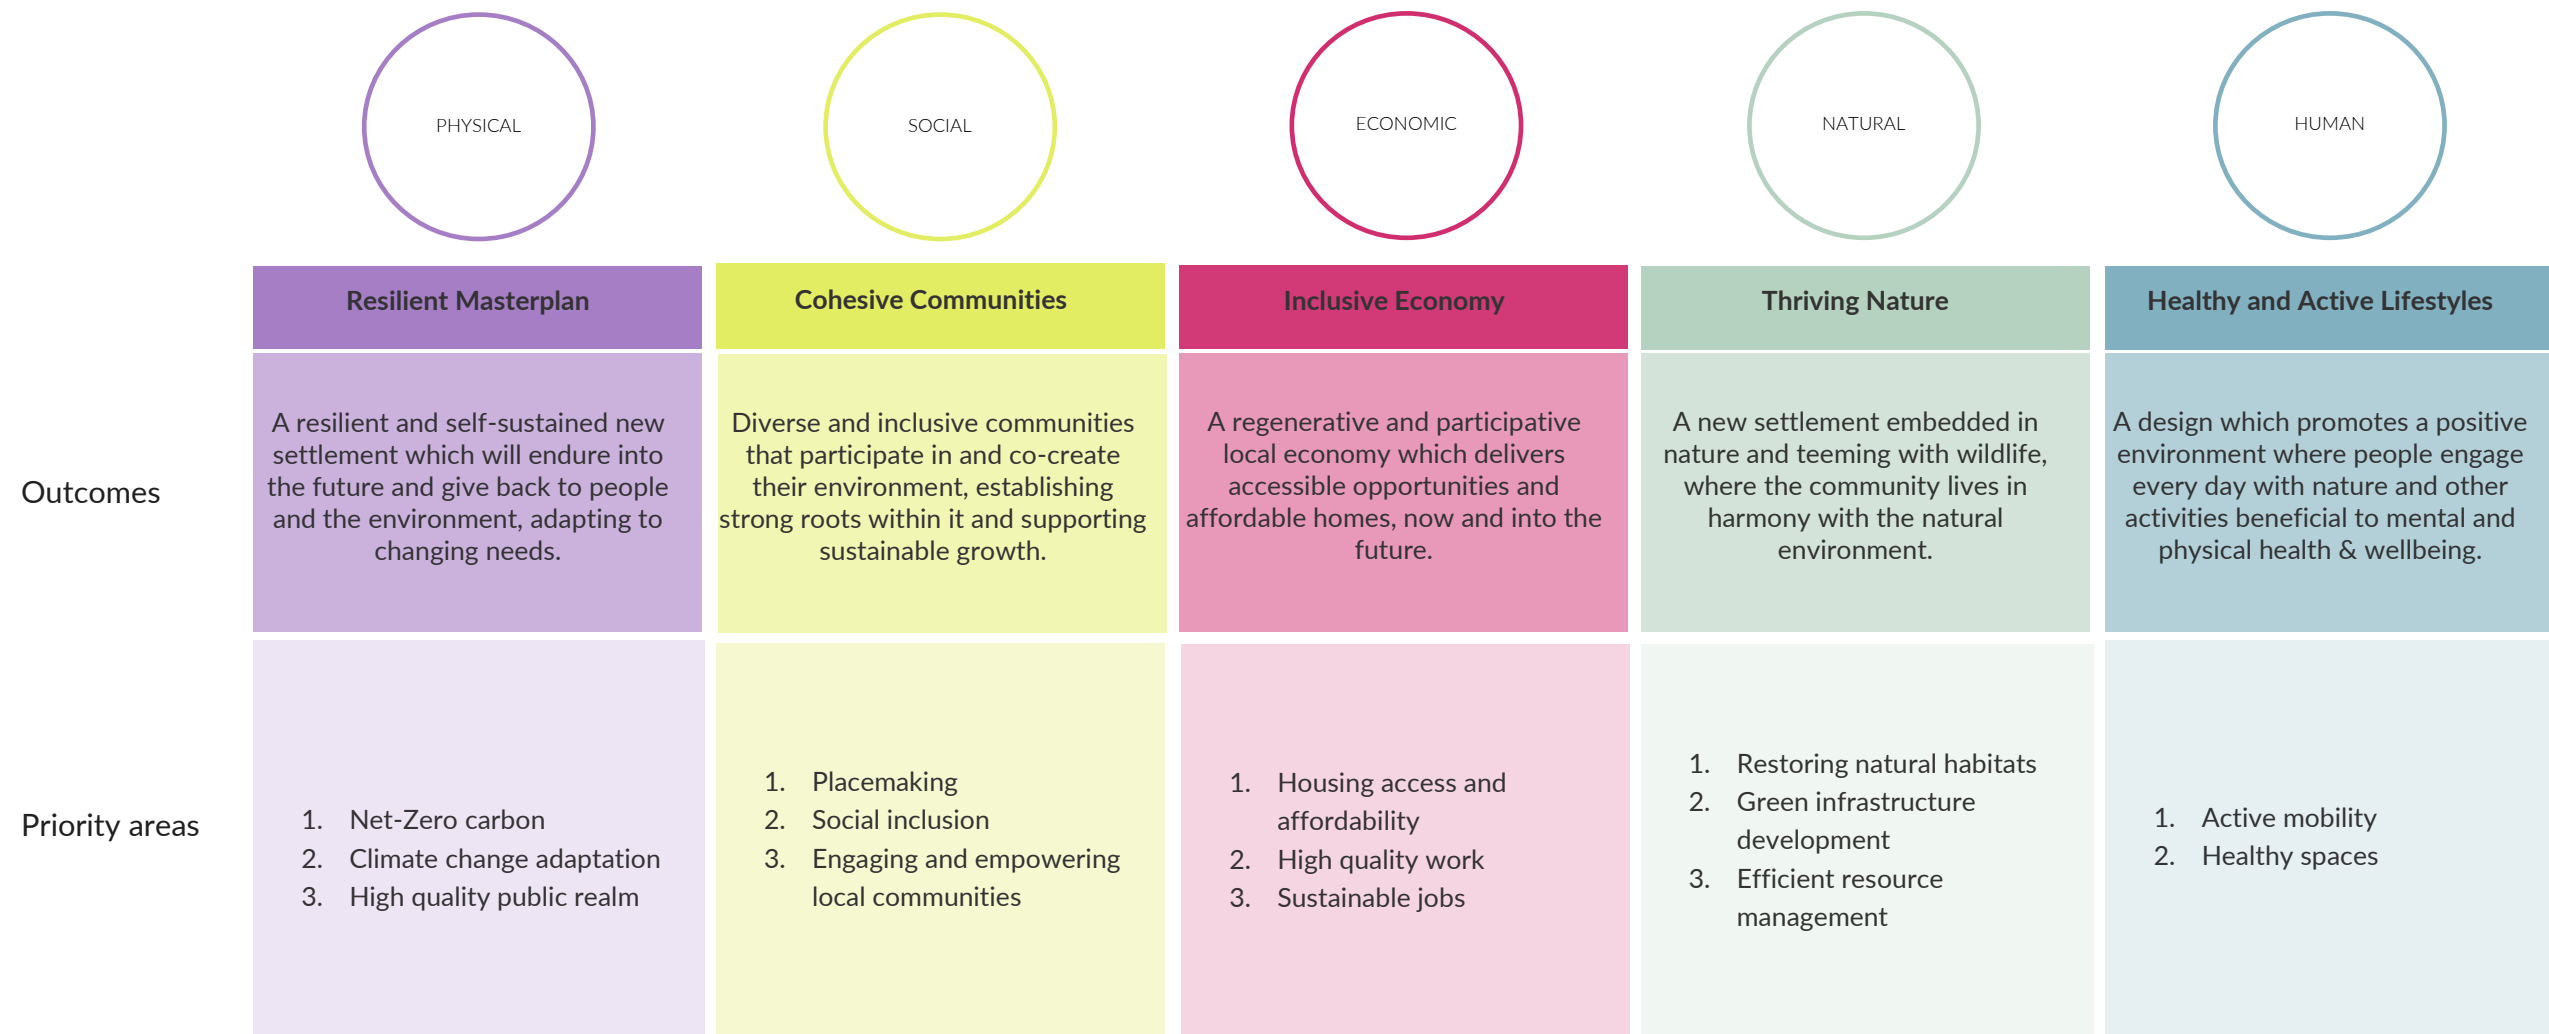 PHYSICAL
SOCIAL
ECONOMIC
NATURAL
HUMAN
Resilient Masterplan
Cohesive Communities
Inclusive Economy
Thriving Nature
Healthy and Active Lifestyles
Outcomes
A resilient and self-sustained new
settlement which will endure into
the future and give back to people
and the environment, adapting to
changing needs.
Diverse and inclusive communities
that participate in and co-create
their environment, establishing
strong roots within it and supporting
sustainable growth.
A regenerative and participative
local economy which delivers
accessible opportunities and
affordable homes, now and into the
future.
A new settlement embedded in
nature and teeming with wildlife,
where the community lives in
harmony with the natural
environment.
A design which promotes a positive
environment where people engage
every day with nature and other
activities beneficial to mental and
physical health & wellbeing.
Priority areas
1. Net-Zero carbon
2. Climate change adaptation
3. High quality public realm
1. Placemaking
2. Social inclusion
3. Engaging and empowering
local communities
1. Housing access and
affordability
2. High quality work
3. Sustainable jobs
1. Restoring natural habitats
2. Green infrastructure
development
3. Efficient resource
management
1. Active mobility
2. Healthy spaces